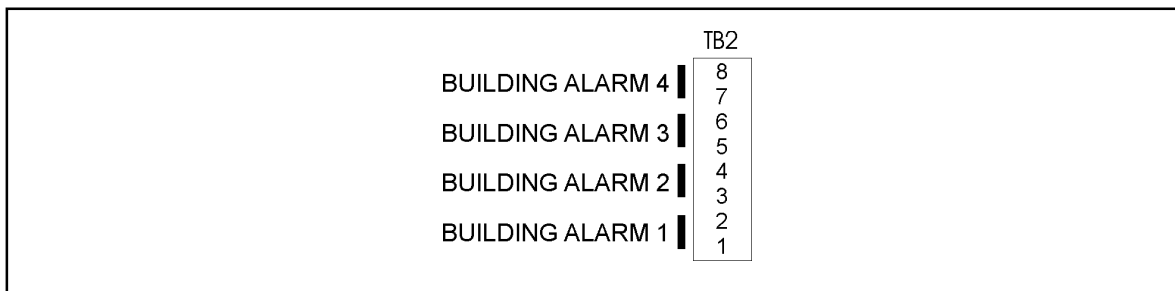 TB2
BUILDING ALARM 4
8
7
BUILDING ALARM 3
6
5
BUILDING ALARM 2
4
3
BUILDING ALARM 1
2
1